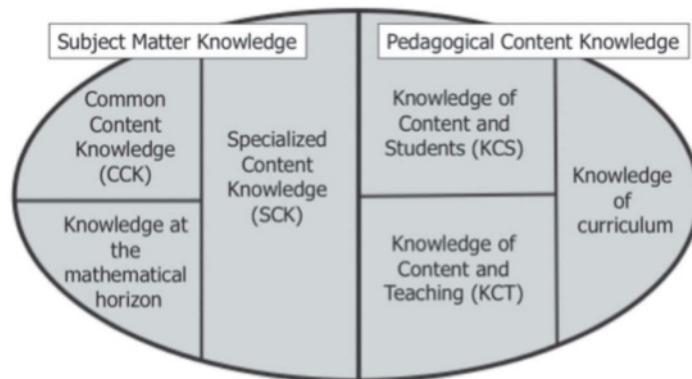 Subject Matter Knowledge
Pedagogical Content Knowledge
Common
Content
Knowledge
(CCK)
Knowledge at
the
mathematical
horizon
Specialized
Content
Knowledge
(SCK)
Knowledge of
Content and
Students (KCS)
Knowledge of
Content and
Teaching (KCT)
Knowledge
of
curriculum